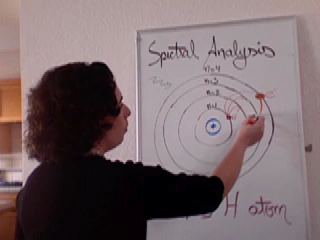 Spectral Analysis
n=4
n=3
n=2
n=1
H atom